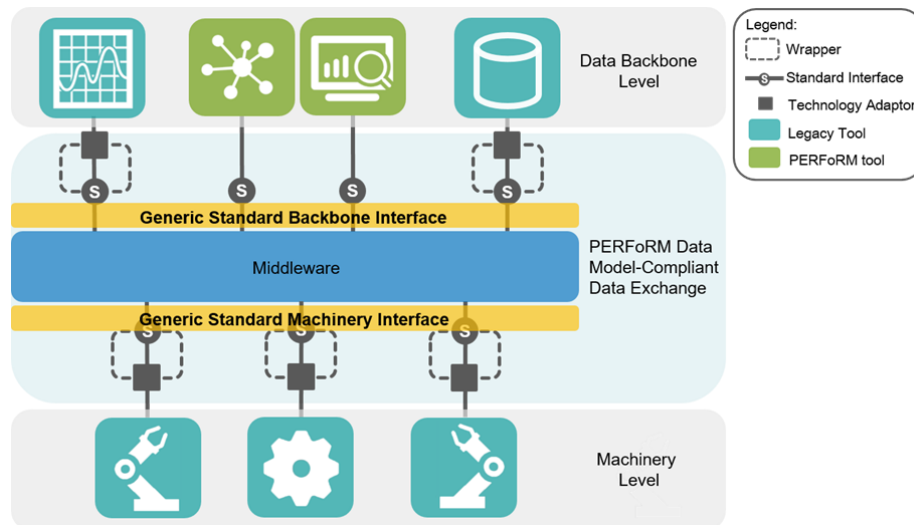 Data Backbone
Level
Legend:
Wrapper
S
Standard Interface
Technology Adaptor
Legacy Tool
PERFoRM tool
S
S
S
S
Generic Standard Backbone Interface
Middleware
PERFoRM Data
Model-Compliant
Data Exchange
Generic Standard Machinery Interface
S
S
S
Machinery
Level